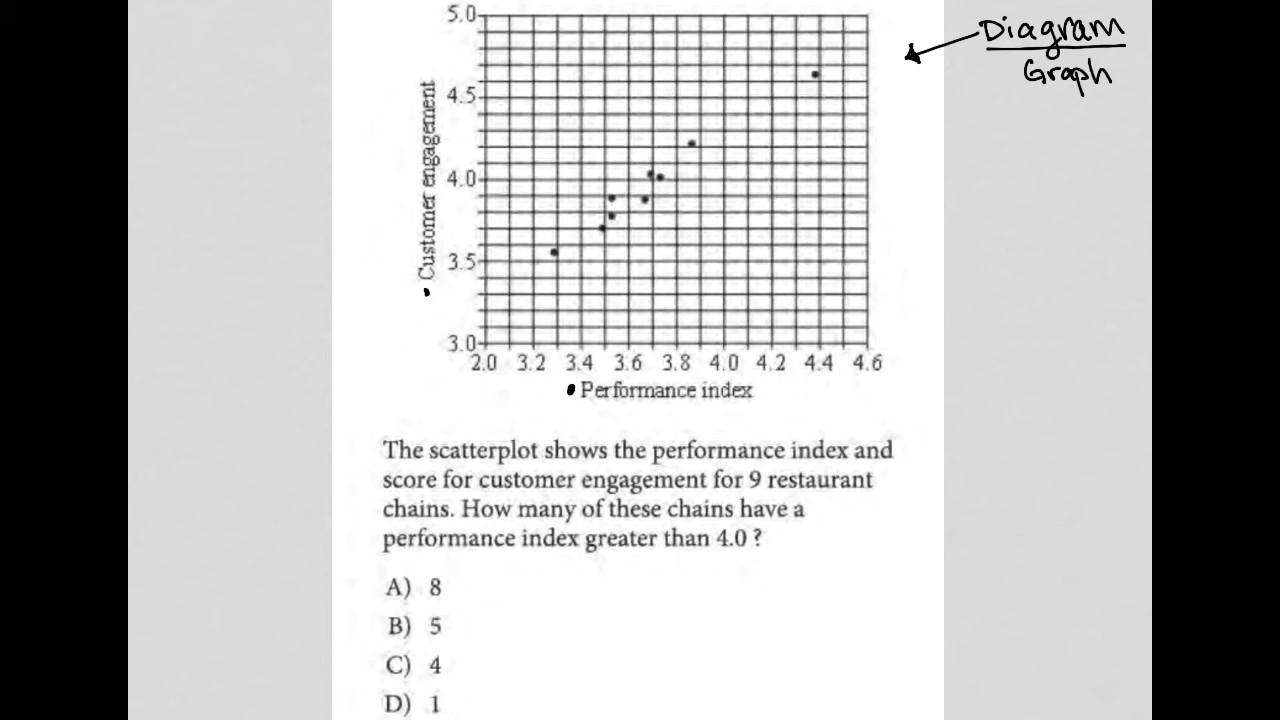 5.0
Diagram
Graph
4.5
4.0
3.5
3.0
Customer engagement
2.0 3.2 3.4 3.6 3.8 4.0 4.2 4.4 4.6
Performance index
The scatterplot shows the performance index and
score for customer engagement for 9 restaurant
chains. How many of these chains have a
performance index greater than 4.0 ?
A) 8
B) 5
C) 4
D) 1